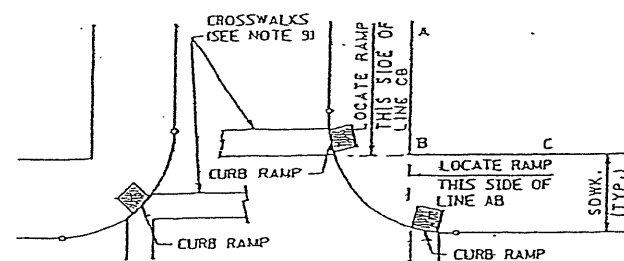 CROSSWALKS
(SEE NOTE 9)
LOCATE RAMP
THIS SIDE OF
LINE CB
A
B
C
CURB RAMP
LOCATE RAMP
THIS SIDE OF
LINE AB
SDWK.
(TYP.)
CURB RAMP
CURB RAMP